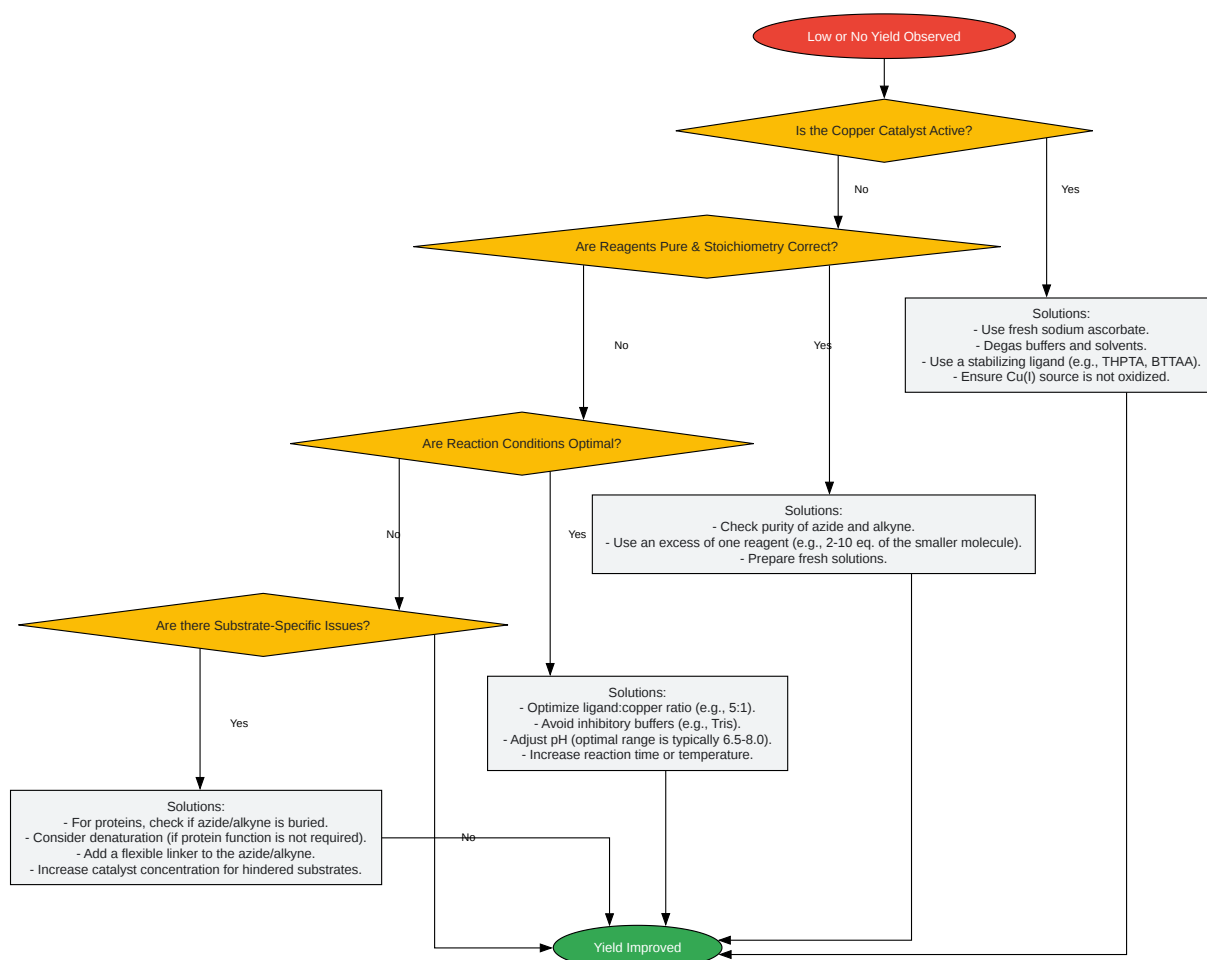 Low or No Yield Observed
Is the Copper Catalyst Active?
No
Yes
Are Reagents Pure & Stoichiometry Correct?
Solutions:
- Use fresh sodium ascorbate.
- Degas buffers and solvents.
- Use a stabilizing ligand (e.g., THPTA, BTTAA).
- Ensure Cu(I) source is not oxidized.
No
Yes
Are Reaction Conditions Optimal?
Solutions:
- Check purity of azide and alkyne.
- Use an excess of one reagent (e.g., 2-10 eq. of the smaller molecule).
- Prepare fresh solutions.
No
Yes
Are there Substrate-Specific Issues?
Solutions:
- Optimize ligand:copper ratio (e.g., 5:1).
- Avoid inhibitory buffers (e.g., Tris).
- Adjust pH (optimal range is typically 6.5-8.0).
- Increase reaction time or temperature.
Yes
Solutions:
- For proteins, check if azide/alkyne is buried.
- Consider denaturation (if protein function is not required).
- Add a flexible linker to the azide/alkyne.
- Increase catalyst concentration for hindered substrates.
No
Yield Improved